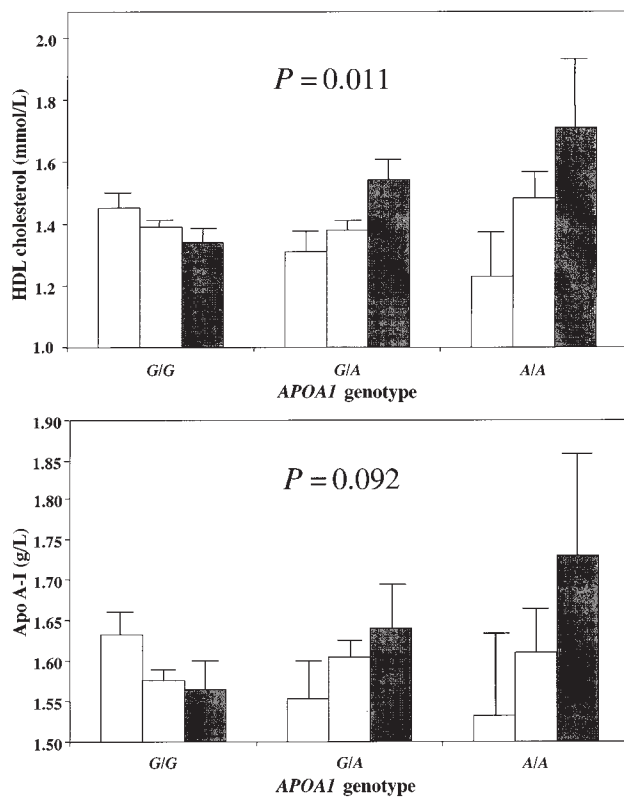 HDL cholesterol (mmol/L)
2.0
1.8
1.6
1.4
1.2
1.0
P = 0.011
G/G G/A A/A
APOA1 genotype
Apo A-I (g/L)
1.90
1.85
1.80
1.75
1.70
1.65
1.60
1.55
1.50
P = 0.092
G/G G/A A/A
APOA1 genotype